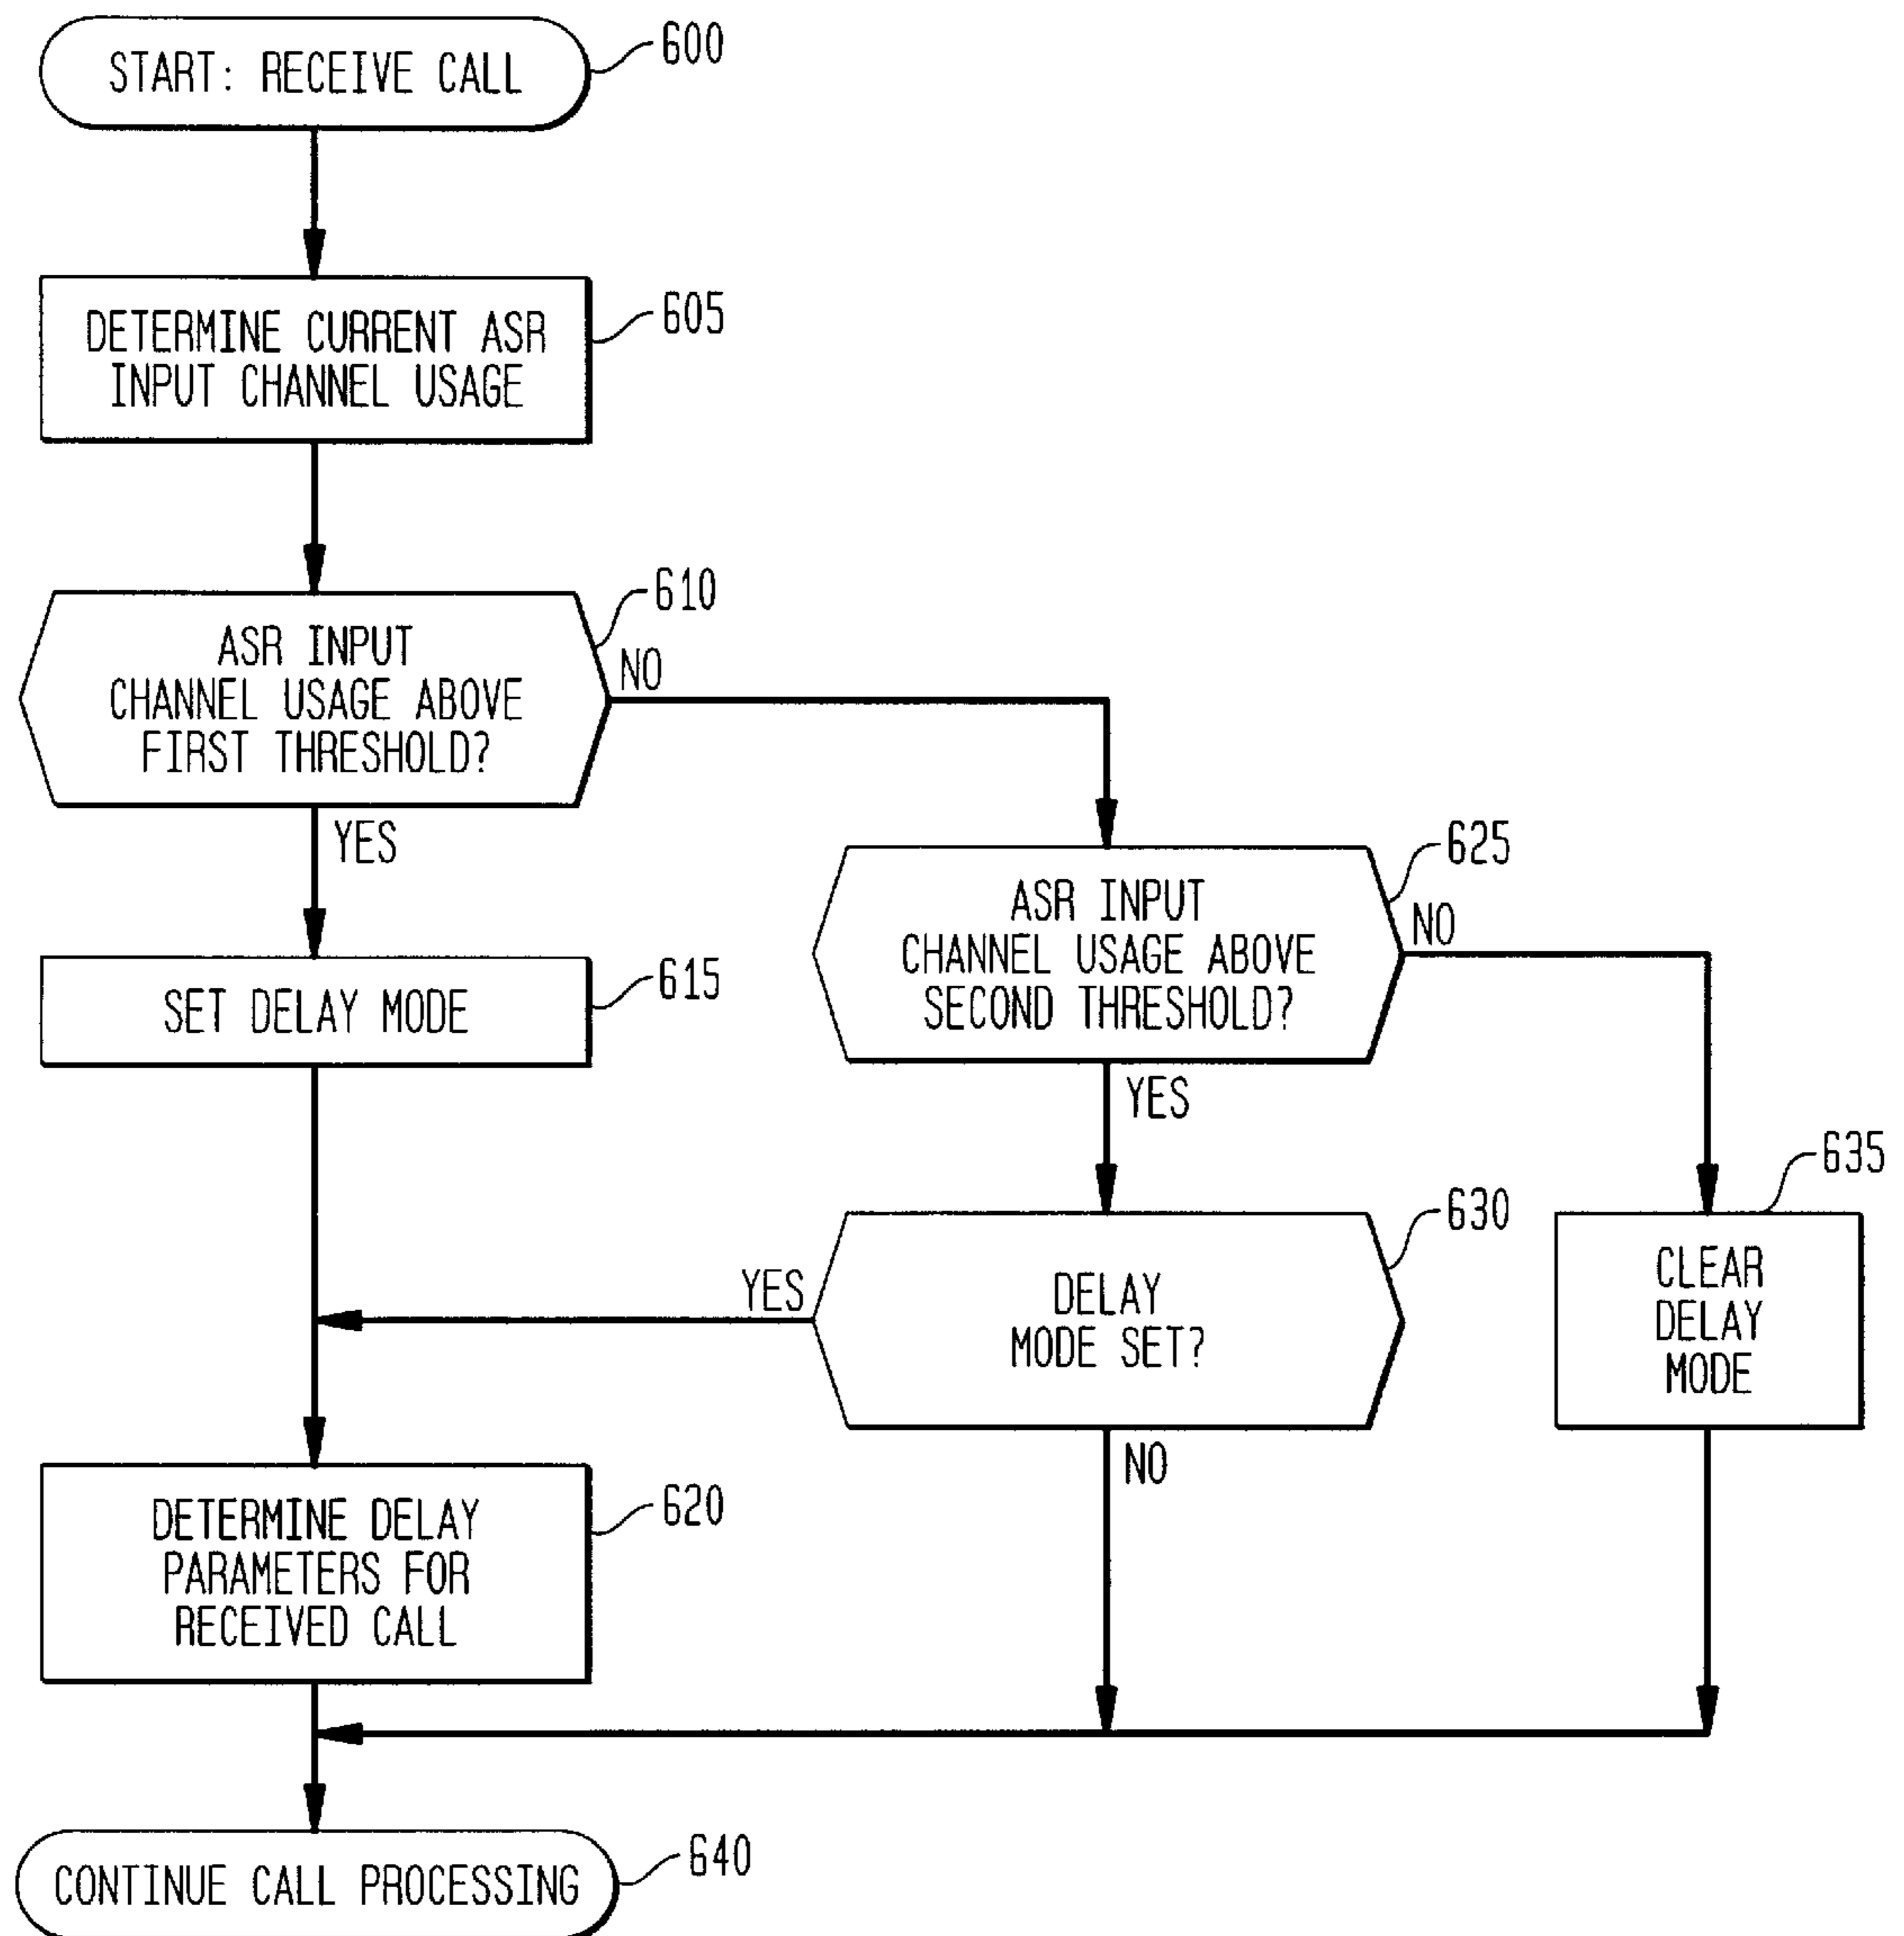 START: RECEIVE CALL
600
DETERMINE CURRENT ASR
INPUT CHANNEL USAGE
605
ASR INPUT
CHANNEL USAGE ABOVE
FIRST THRESHOLD?
610
NO
YES
SET DELAY MODE
615
ASR INPUT
CHANNEL USAGE ABOVE
SECOND THRESHOLD?
625
NO
YES
DELAY
MODE SET?
630
YES
NO
CLEAR
DELAY
MODE
635
DETERMINE DELAY
PARAMETERS FOR
RECEIVED CALL
620
CONTINUE CALL PROCESSING
640